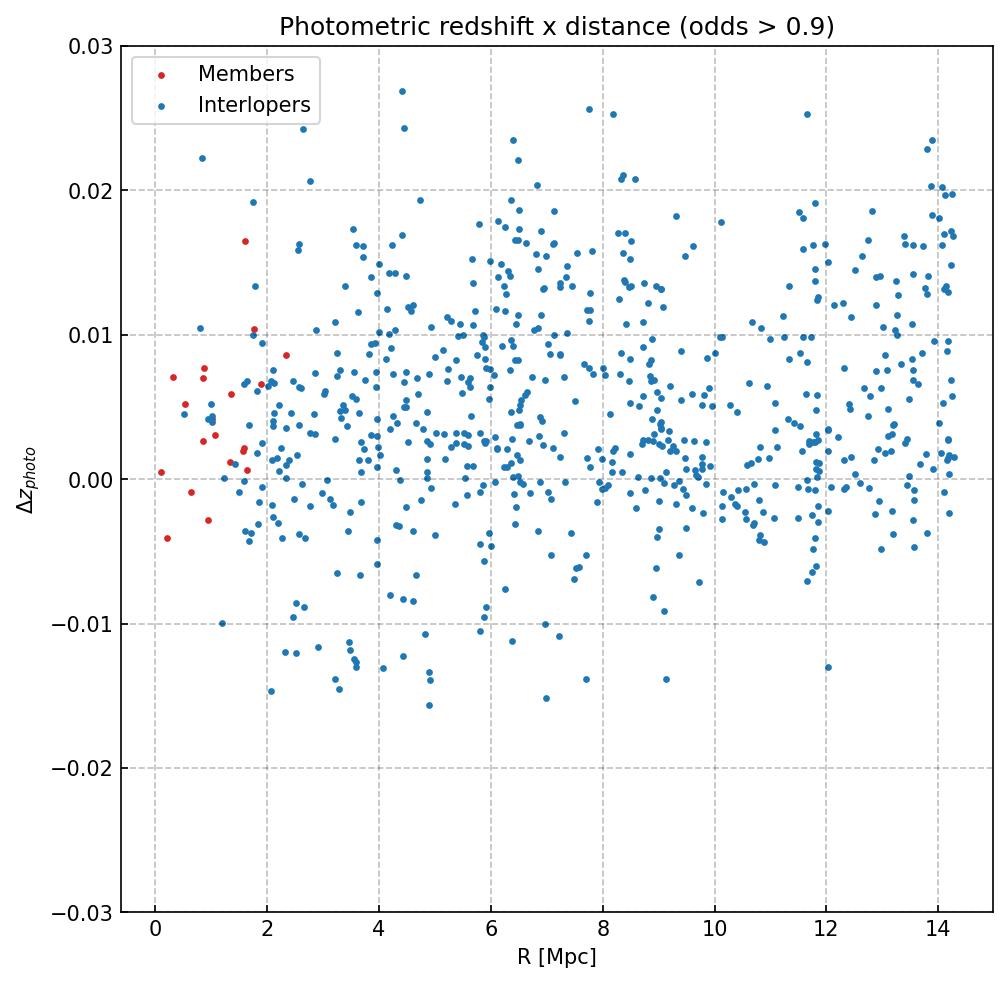 Photometric redshift x distance (odds > 0.9)
Members
Interlopers
0.03
0.02
0.01
0.00
−0.01
−0.02
−0.03
Δz_photo
0 2 4 6 8 10 12 14
R [Mpc]